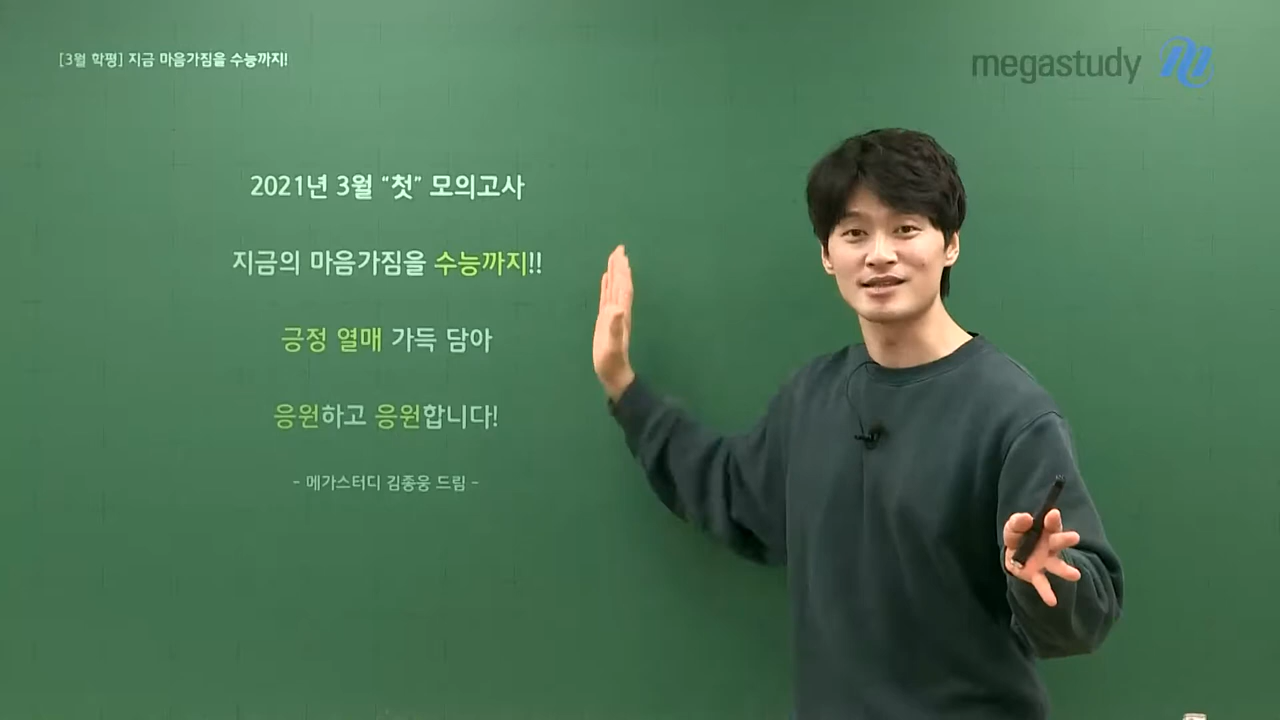 [3월 학평] 지금 마음가짐을 수능까지!
megastudy
2021년 3월 “첫” 모의고사
지금의 마음가짐을 수능까지!!
긍정 열매 가득 담아
응원하고 응원합니다!
- 메가스터디 김종웅 드림 -